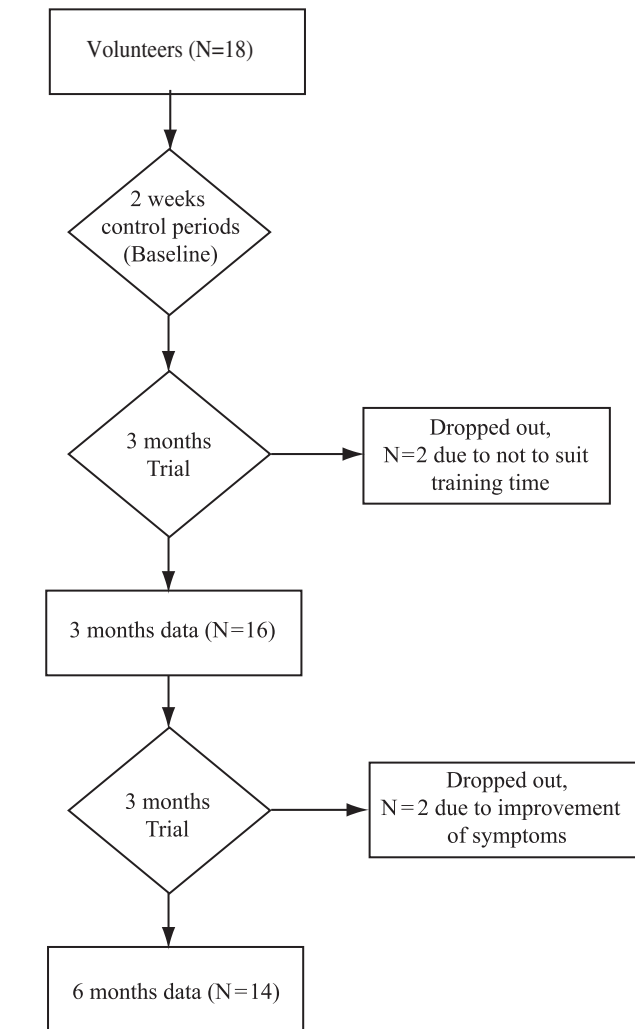 Volunteers (N=18)
2 weeks
control periods
(Baseline)
3 months
Trial
Dropped out,
N=2 due to not to suit
training time
3 months data (N=16)
3 months
Trial
Dropped out,
N=2 due to improvement
of symptoms
6 months data (N=14)